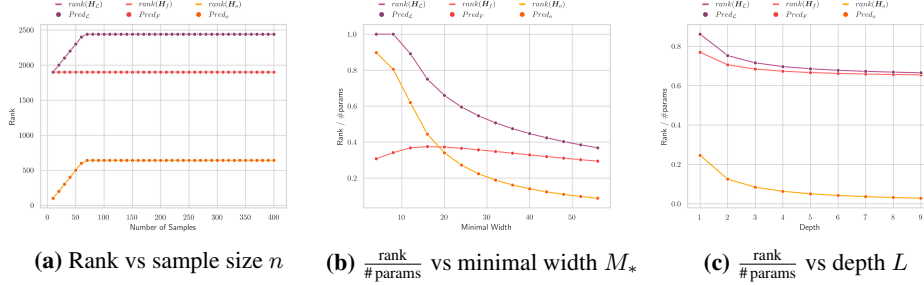 rank(H_𝓛) rank(H_f) rank(H_o)
Pred_𝓛 Pred_F Pred_o
2500
2000
1500
1000
500
0
Rank
0 50 100 150 200 250 300 350 400
Number of Samples
(a) Rank vs sample size n
rank(H_𝓛) rank(H_f) rank(H_o)
Pred_𝓛 Pred_F Pred_o
1.0
0.8
0.6
0.4
0.2
Rank / #params
10 20 30 40 50
Minimal Width
(b) rank/# params vs minimal width M_*
rank(H_𝓛) rank(H_f) rank(H_o)
Pred_𝓛 Pred_F Pred_o
0.8
0.6
0.4
0.2
0.0
Rank / #params
1 2 3 4 5 6 7 8 9
Depth
(c) rank/# params vs depth L